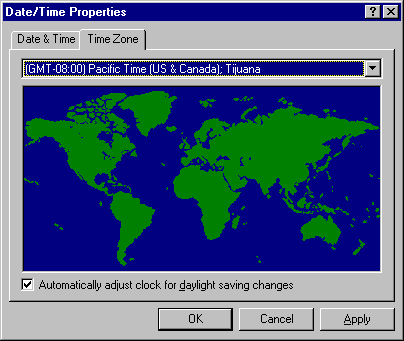 Date/Time Properties
Date & Time
Time Zone
(GMT-08:00) Pacific Time (US & Canada); Tijuana
Automatically adjust clock for daylight saving changes
OK
Cancel
Apply